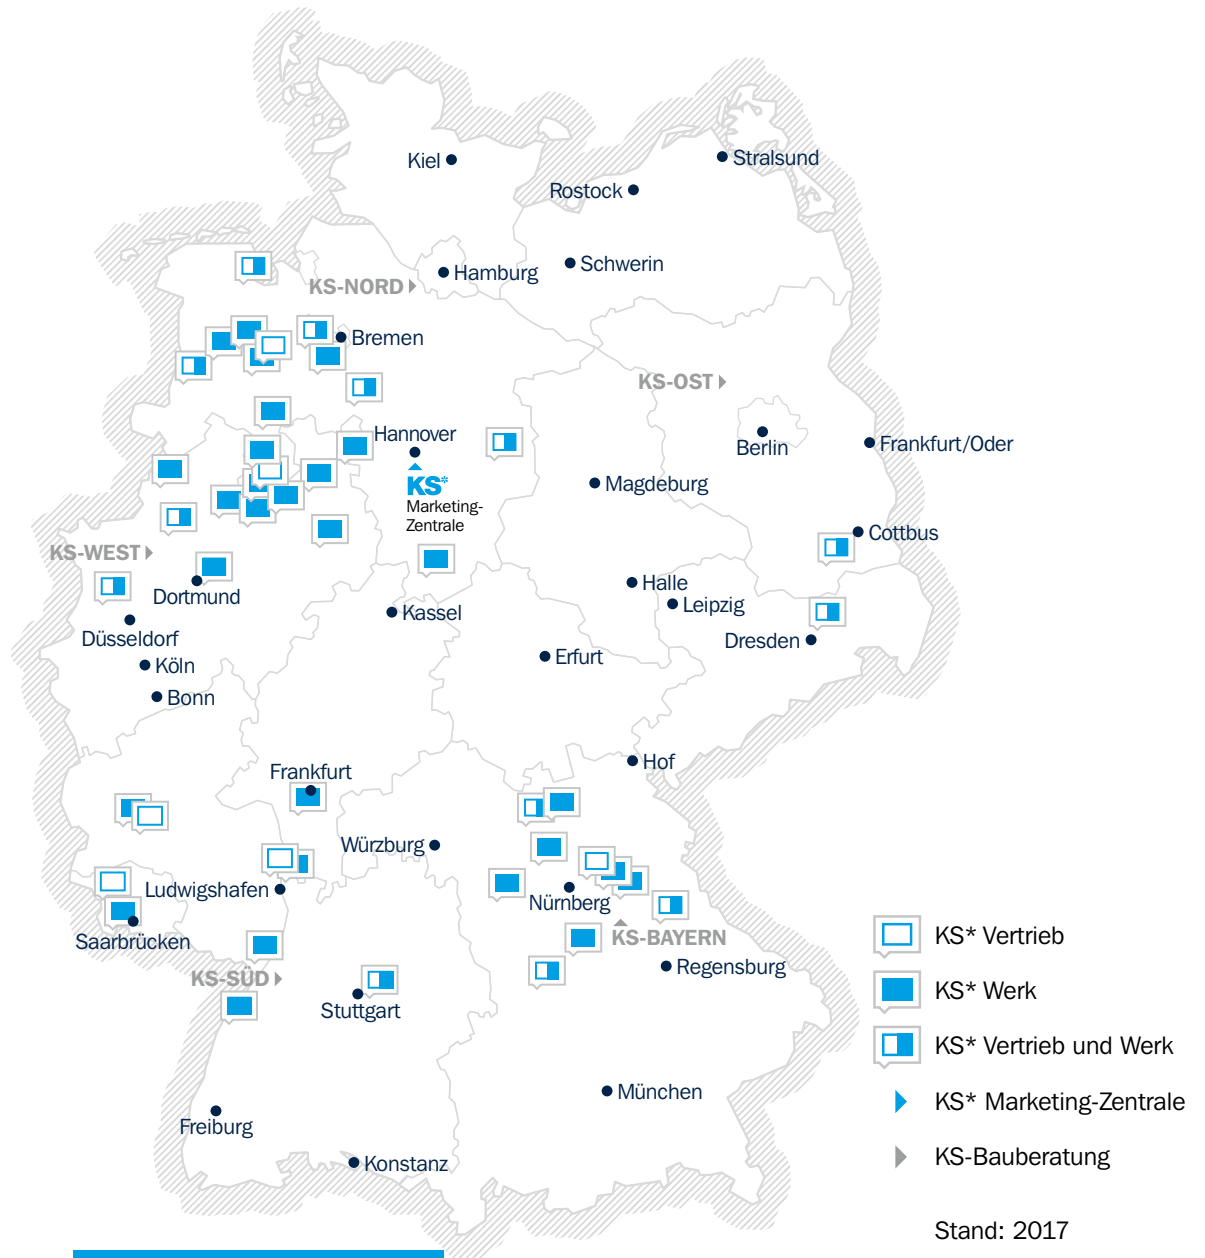 Kiel
Stralsund
Rostock
Schwerin
Hamburg
KS-NORD
Bremen
KS-OST
Hannover
Berlin
Frankfurt/Oder
KS*
Marketing-
Zentrale
Magdeburg
Cottbus
KS-WEST
Dortmund
Halle
Leipzig
Kassel
Düsseldorf
Dresden
Köln
Erfurt
Bonn
Hof
Frankfurt
Würzburg
Ludwigshafen
Nürnberg
Saarbrücken
KS-BAYERN
KS-SÜD
Regensburg
Stuttgart
München
Freiburg
Konstanz
KS* Vertrieb
KS* Werk
KS* Vertrieb und Werk
KS* Marketing-Zentrale
KS-Bauberatung
Stand: 2017